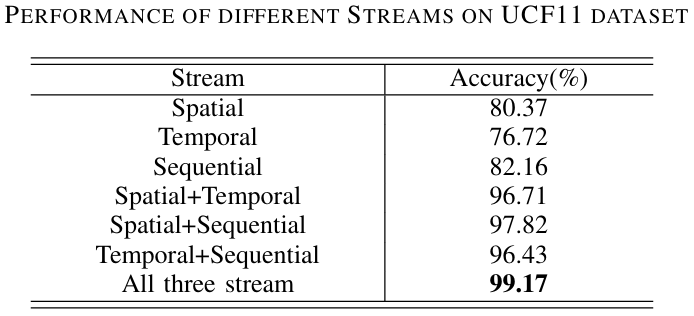 PERFORMANCE OF DIFFERENT STREAMS ON UCF11 DATASET
Stream Accuracy(%)
Spatial 80.37
Temporal 76.72
Sequential 82.16
Spatial+Temporal 96.71
Spatial+Sequential 97.82
Temporal+Sequential 96.43
All three stream 99.17